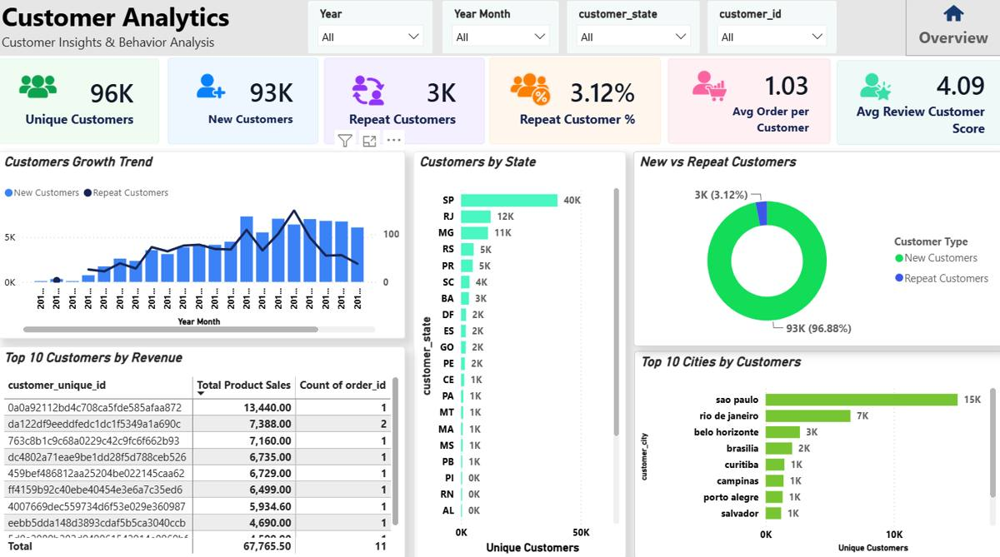 Customer Analytics
Customer Insights & Behavior Analysis
Year
All
Year Month
All
customer_state
All
customer_id
All
Overview
96K
Unique Customers
93K
New Customers
3K
Repeat Customers
3.12%
Repeat Customer %
1.03
Avg Order per
Customer
4.09
Avg Review Customer
Score
Customers Growth Trend
New Customers Repeat Customers
5K
0K
100
0
201... 201... 201... 201... 201... 201... 201... 201... 201... 201... 201... 201... 201... 201... 201... 201... 201... 201... 201... 201... 201...
Year Month
Customers by State
customer_state
SP 40K
RJ 12K
MG 11K
RS 5K
PR 5K
SC 4K
BA 3K
DF 2K
ES 2K
GO 2K
PE 2K
CE 1K
PA 1K
MT 1K
MA 1K
MS 1K
PB 1K
PI 0K
RN 0K
AL 0K
0K 50K
Unique Customers
New vs Repeat Customers
3K (3.12%)
93K (96.88%)
Customer Type
New Customers
Repeat Customers
Top 10 Customers by Revenue
customer_unique_id Total Product Sales Count of order_id
0a0a92112bd4c708ca5fde585afaa872 13,440.00 1
da122df9eeddfedc1dc1f5349a1a690c 7,388.00 2
763c8b1c9c68a0229c42c9fc6f662b93 7,160.00 1
dc4802a71eae9be1dd28f5d788ceb526 6,735.00 1
459bef486812aa25204be022145caa62 6,729.00 1
ff4159b92c40ebe40454e3e6a7c35ed6 6,499.00 1
4007669dec559734d6f53e029e360987 5,934.60 1
eebb5dda148d3893cdaf5b5ca3040ccb 4,690.00 1
Total 67,765.50 11
Top 10 Cities by Customers
customer_city
sao paulo 15K
rio de janeiro 7K
belo horizonte 3K
brasilia 2K
curitiba 1K
campinas 1K
porto alegre 1K
salvador 1K
0K 10K
Unique Customers